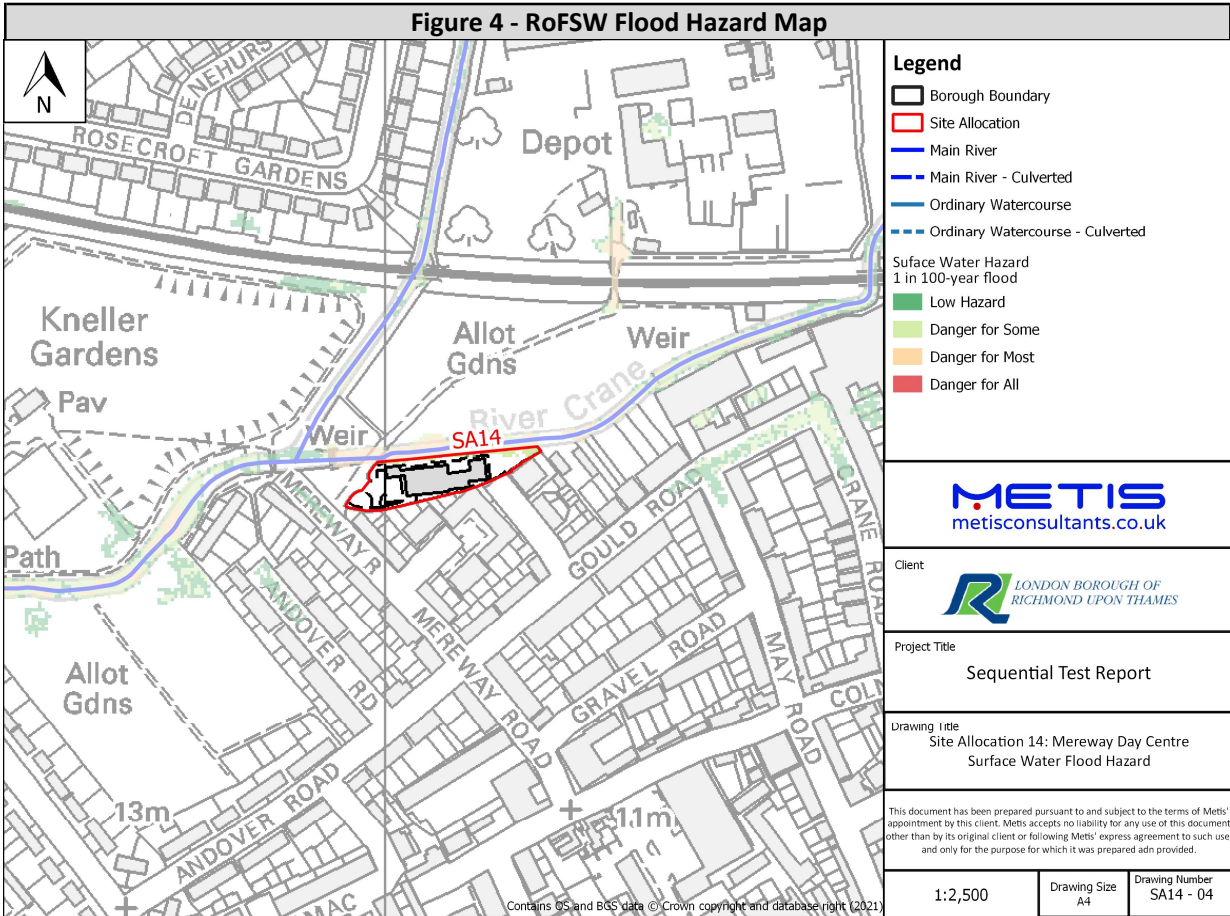 Figure 4 - RoFSW Flood Hazard Map
N
DENEHURS
ROSECROFT GARDENS
Depot
Kneller
Gardens
Allot
Gdns
Weir
Pav
River Crane
Weir
SA14
MEREWAY R
GOULD ROAD
CRANE ROAD
Path
ANDOVER RD
MEREWAY ROAD
GRAVEL ROAD
MAY ROAD
COLN
Allot
Gdns
13m
11m
ANDOVER ROAD
MAC
Contains OS and BGS data © Crown copyright and database right (2021)
Legend
Borough Boundary
Site Allocation
Main River
Main River - Culverted
Ordinary Watercourse
Ordinary Watercourse - Culverted
Suface Water Hazard
1 in 100-year flood
Low Hazard
Danger for Some
Danger for Most
Danger for All
METIS
metisconsultants.co.uk
Client
LONDON BOROUGH OF
RICHMOND UPON THAMES
Project Title
Sequential Test Report
Drawing Title
Site Allocation 14: Mereway Day Centre
Surface Water Flood Hazard
This document has been prepared pursuant to and subject to the terms of Metis'
appointment by this client. Metis accepts no liability for any use of this document
other than by its original client or following Metis' express agreement to such use
and only for the purpose for which it was prepared adn provided.
1:2,500
Drawing Size
A4
Drawing Number
SA14 - 04